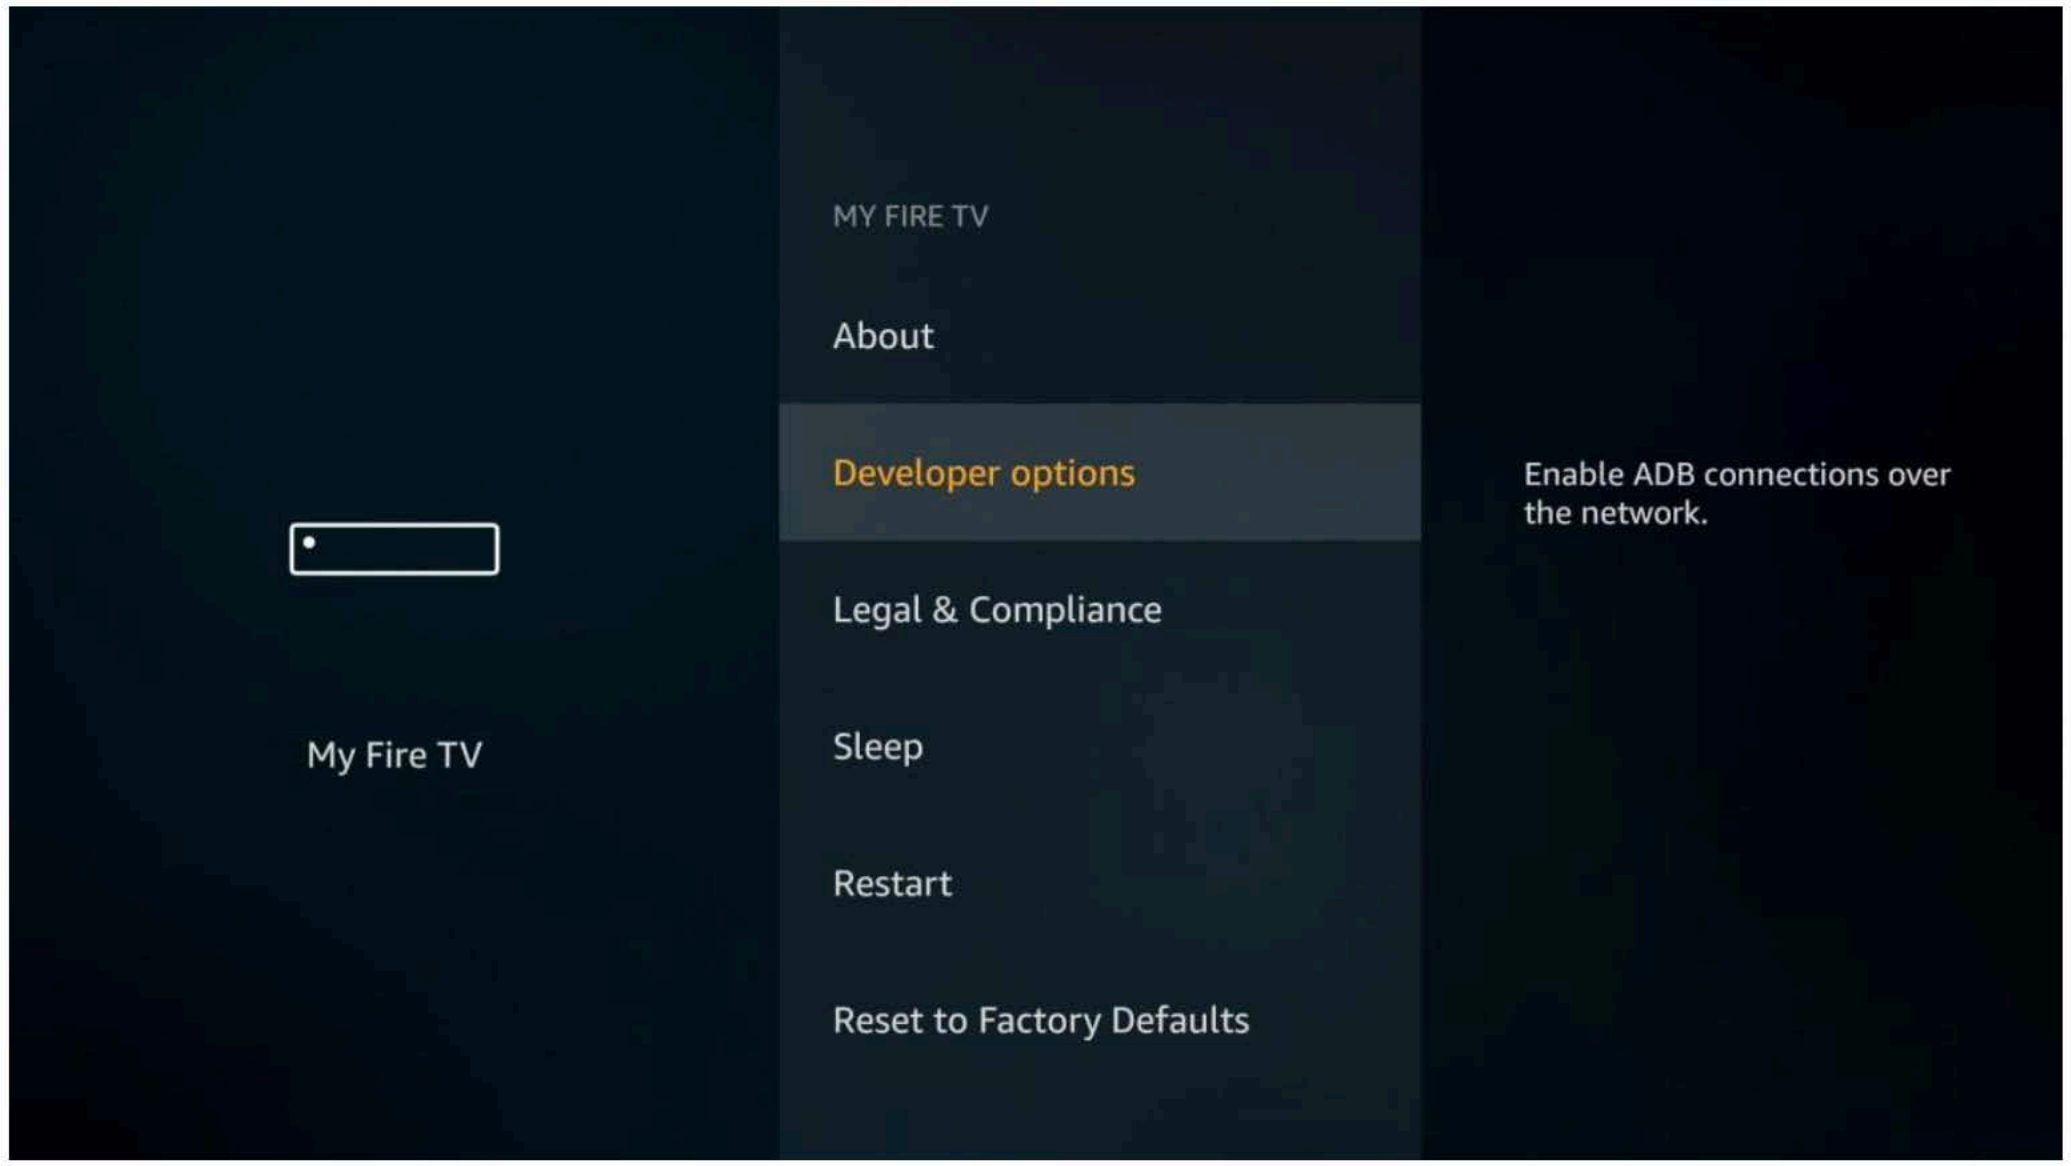 MY FIRE TV
About
Developer options
Legal & Compliance
Sleep
Restart
Reset to Factory Defaults
My Fire TV
Enable ADB connections over
the network.